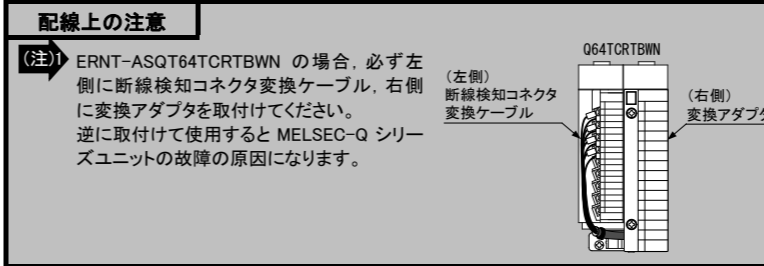 配線上の注意
(注)1 ERNT-ASQT64TCRTBWN の場合，必ず左
側に断線検知コネクタ変換ケーブル，右側
に変換アダプタを取付けてください。
逆に取付けて使用すると MELSEC-Q シリー
ズユニットの故障の原因になります。
Q64TCRTBWN
(左側)
断線検知コネクタ
変換ケーブル
(右側)
変換アダプタ